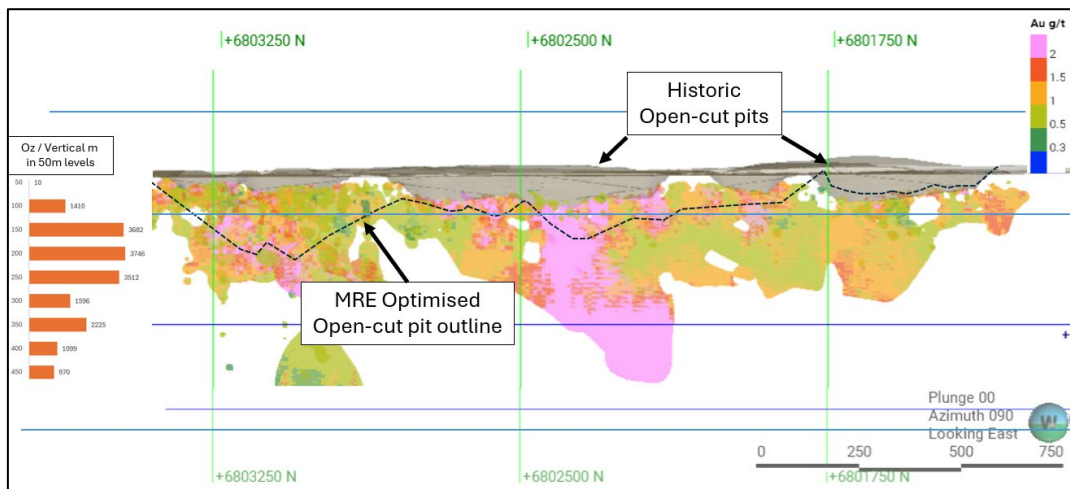 +6803250 N
+6802500 N
+6801750 N
Au g/t
2
1.5
1
0.5
0.3
Historic
Open-cut pits
Oz / Vertical m
in 50m levels
50 10
100 1410
150 3682
200 3746
250 3512
300 1596
350 2225
400 1099
450 970
MRE Optimised
Open-cut pit outline
+
Plunge 00
Azimuth 090
Looking East
W
0 250 500 750
+6803250 N
+6802500 N
+6801750 N